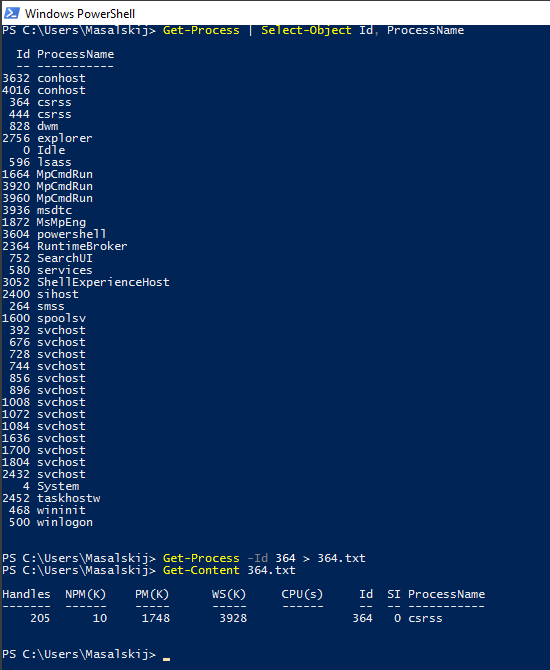 Windows PowerShell
PS C:\Users\Masalskij> Get-Process | Select-Object Id, ProcessName
Id ProcessName
-- -----------
3632 conhost
4016 conhost
364 csrss
444 csrss
828 dwm
2756 explorer
0 Idle
596 lsass
1664 MpCmdRun
3920 MpCmdRun
3960 MpCmdRun
3936 msdtc
1872 MsMpEng
3604 powershell
2364 RuntimeBroker
752 SearchUI
580 services
3052 ShellExperienceHost
2400 sihost
264 smss
1600 spoolsv
392 svchost
676 svchost
728 svchost
744 svchost
856 svchost
896 svchost
1008 svchost
1072 svchost
1084 svchost
1636 svchost
1700 svchost
1804 svchost
2432 svchost
4 System
2452 taskhostw
468 wininit
500 winlogon
PS C:\Users\Masalskij> Get-Process -Id 364 > 364.txt
PS C:\Users\Masalskij> Get-Content 364.txt
Handles NPM(K) PM(K) WS(K) CPU(s) Id SI ProcessName
------- ------ ----- ----- ------ -- -- -----------
205 10 1748 3928 364 0 csrss
PS C:\Users\Masalskij> _